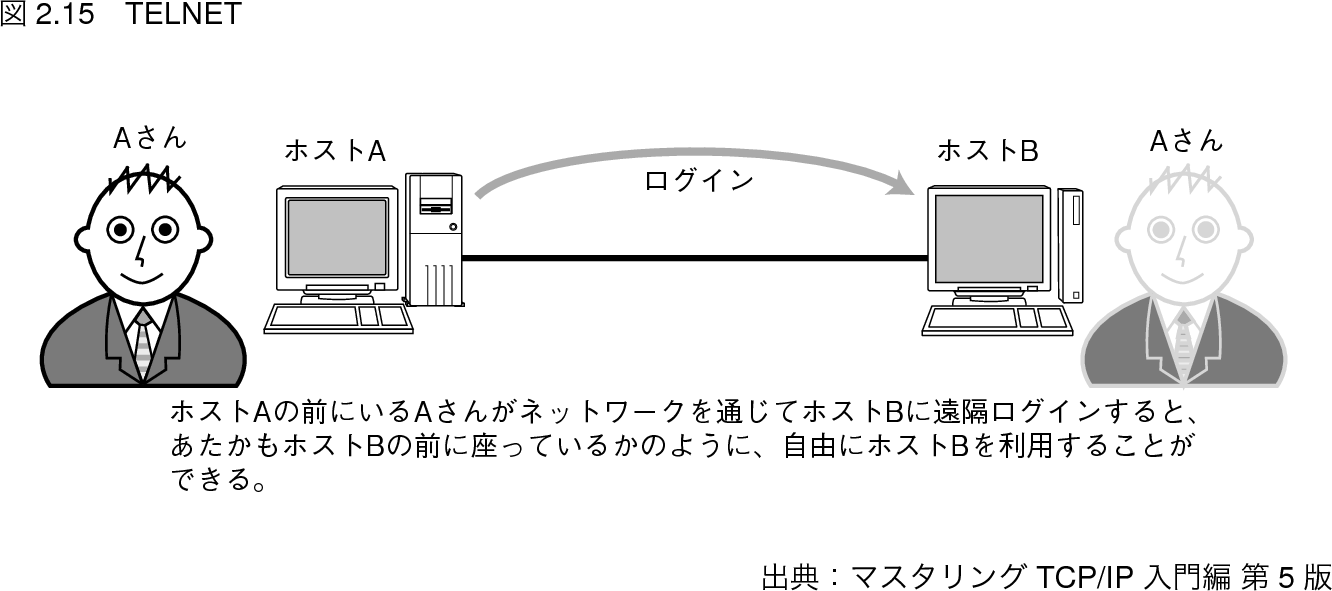 図 2.15　TELNET
Aさん
ホストA
ログイン
ホストB
Aさん
ホストAの前にいるAさんがネットワークを通じてホストBに遠隔ログインすると、
あたかもホストBの前に座っているかのように、自由にホストBを利用することが
できる。
出典：マスタリング TCP/IP 入門編 第 5 版